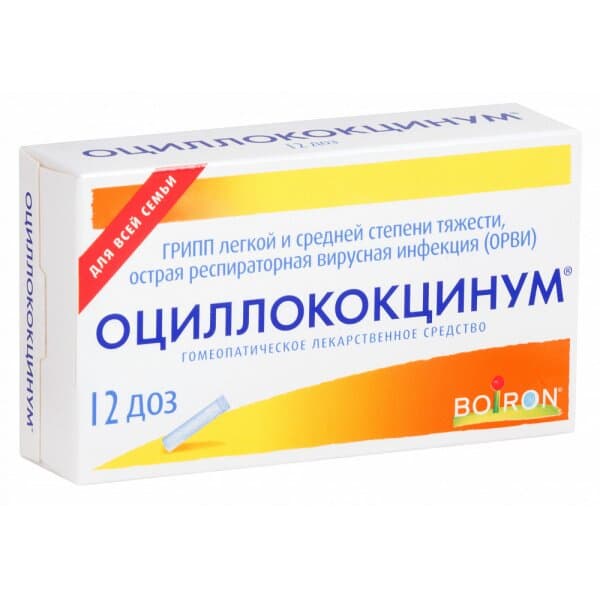 ОЦИЛЛОКОКЦИНУМ®
12 ДОЗ
ОЦИЛЛОКОКЦИНУМ®
ДЛЯ ВСЕЙ СЕМЬИ
ГРИПП ЛЕГКОЙ И СРЕДНЕЙ СТЕПЕНИ ТЯЖЕСТИ,
ОСТРАЯ РЕСПИРАТОРНАЯ ВИРУСНАЯ ИНФЕКЦИЯ (ОРВИ)
ОЦИЛЛОКОКЦИНУМ®
ГОМЕОПАТИЧЕСКОЕ ЛЕКАРСТВЕННОЕ СРЕДСТВО
12 ДОЗ
BOIRON®